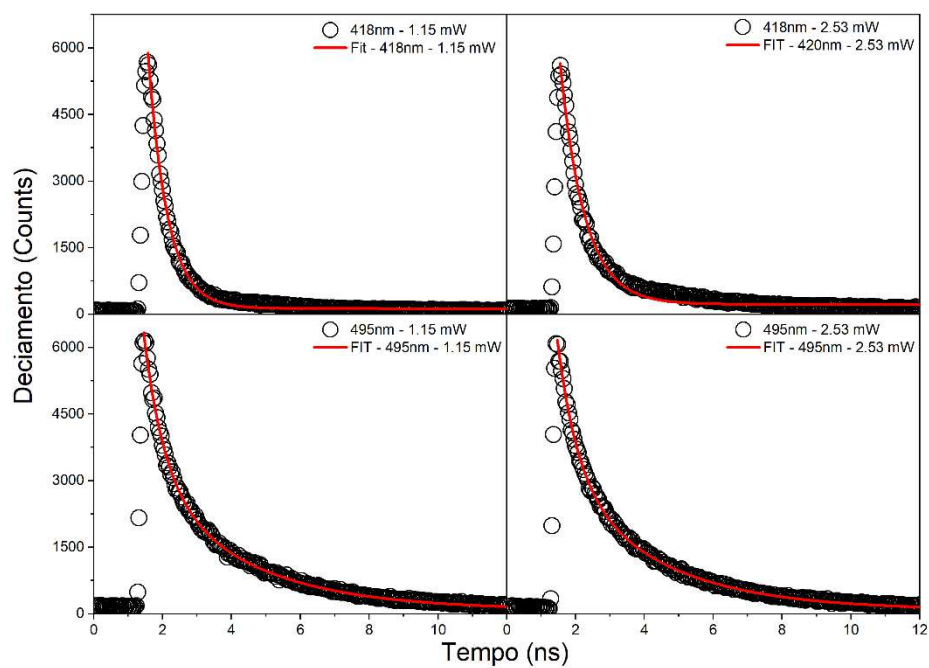 418nm - 1.15 mW
Fit - 418nm - 1.15 mW
418nm - 2.53 mW
FIT - 420nm - 2.53 mW
6000
4500
3000
1500
0
495nm - 1.15 mW
FIT - 495nm - 1.15 mW
495nm - 2.53 mW
FIT - 495nm - 2.53 mW
6000
4500
3000
1500
0
Deciamento (Counts)
0 2 4 6 8 10 0 2 4 6 8 10 12
Tempo (ns)